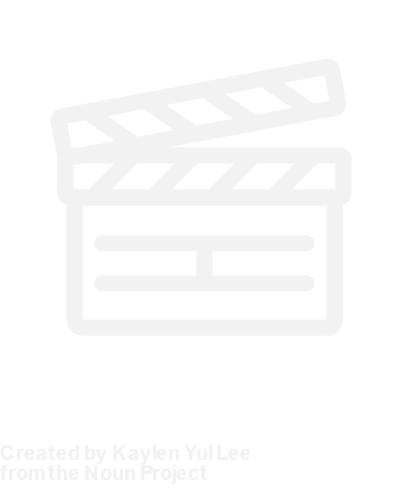 Created by Kaylen Yul Lee
from the Noun Project